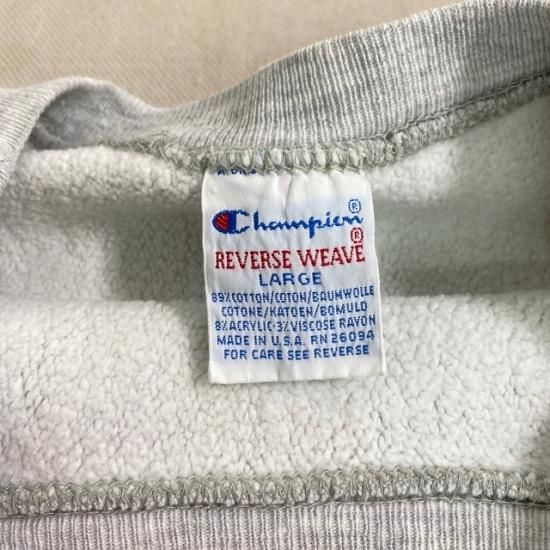 Champion®
®
REVERSE WEAVE
LARGE
89%COTTON/COTON/BAUMWOLLE
COTONE/KATOEN/BOMULD
8%ACRYLIC·3%VISCOSE RAYON
MADE IN U.S.A. RN 26094
FOR CARE SEE REVERSE